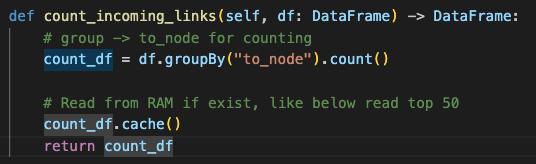 def count_incoming_links(self, df: DataFrame) -> DataFrame:
# group -> to_node for counting
count_df = df.groupBy("to_node").count()
# Read from RAM if exist, like below read top 50
count_df.cache()
return count_df